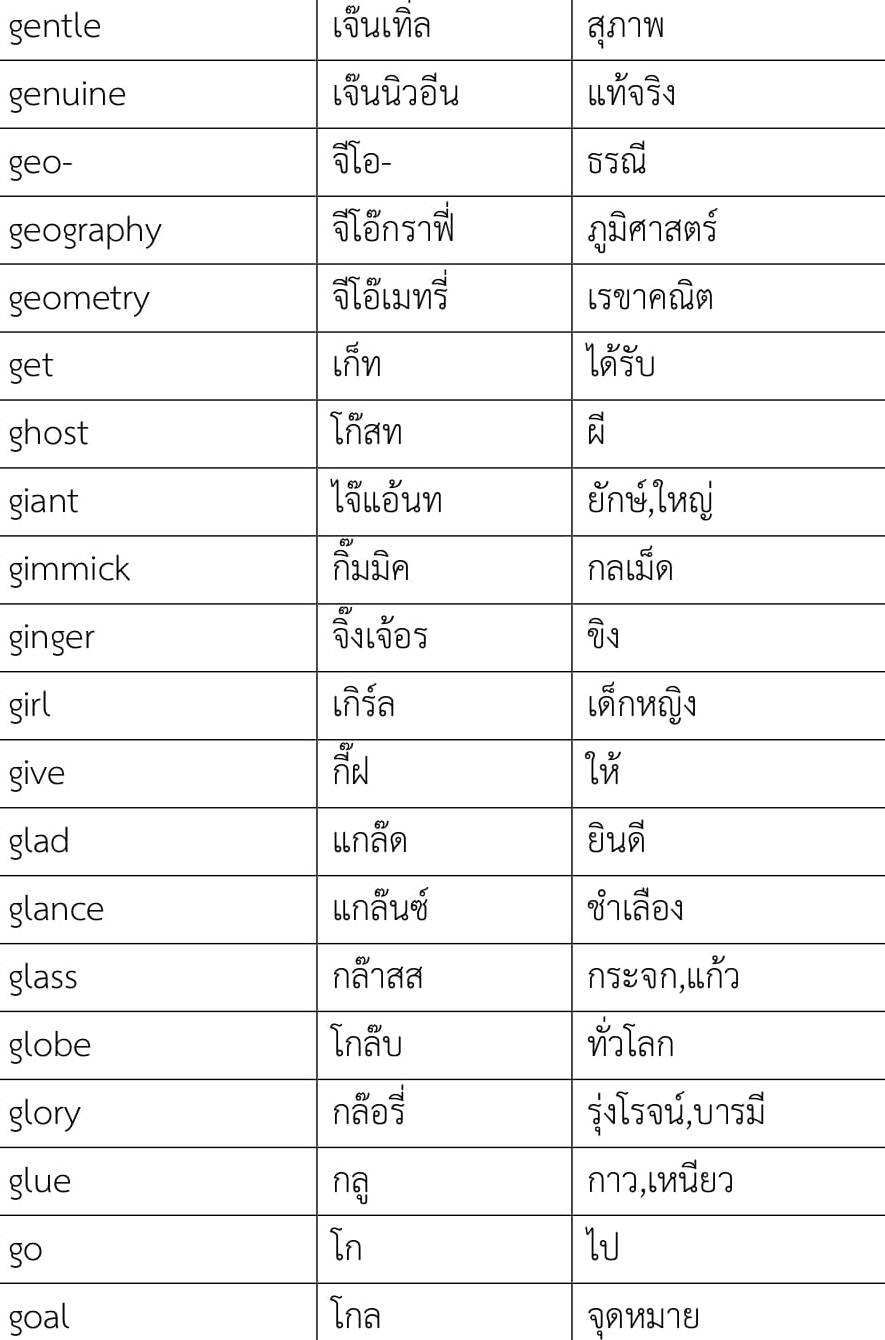 gentle เจ๊นเทิ่ล สุภาพ
genuine เจ๊นนิวอีน แท้จริง
geo- จีโอ- ธรณี
geography จีโอ๊กราฟี่ ภูมิศาสตร์
geometry จีโอ๊เมทรี่ เรขาคณิต
get เก็ท ได้รับ
ghost โก๊สท ผี
giant ไจ๊แอ้นท ยักษ์,ใหญ่
gimmick กิ๊มมิค กลเม็ด
ginger จิ๊งเจ้อร ขิง
girl เกิร์ล เด็กหญิง
give กี๊ฝ ให้
glad แกล๊ด ยินดี
glance แกล๊นซ์ ชำเลือง
glass กล๊าสส กระจก,แก้ว
globe โกล๊บ ทั่วโลก
glory กล๊อรี่ รุ่งโรจน์,บารมี
glue กลู กาว,เหนียว
go โก ไป
goal โกล จุดหมาย